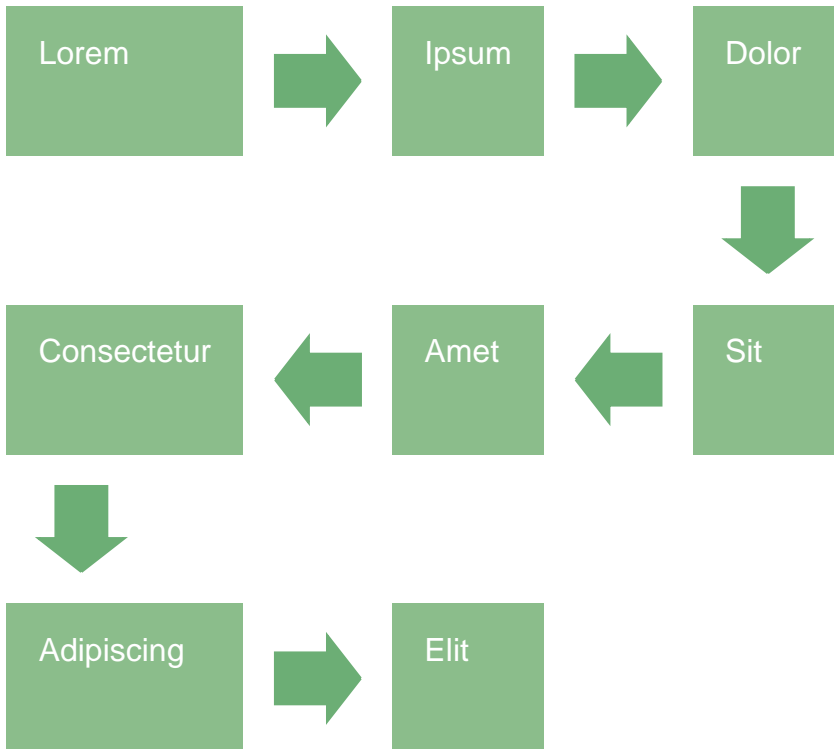 Lorem
Ipsum
Dolor
Sit
Amet
Consectetur
Adipiscing
Elit